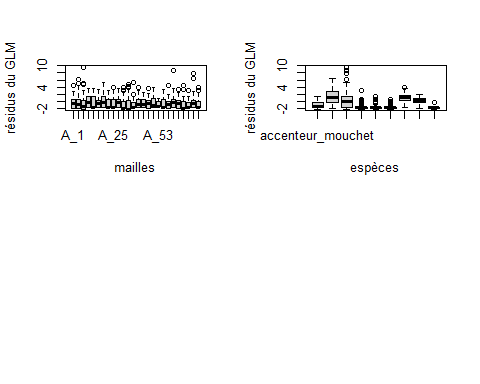 résidus du GLM
10
4
-2
A_1 A_25 A_53
mailles
résidus du GLM
10
4
-2
accenteur_mouchet
espèces